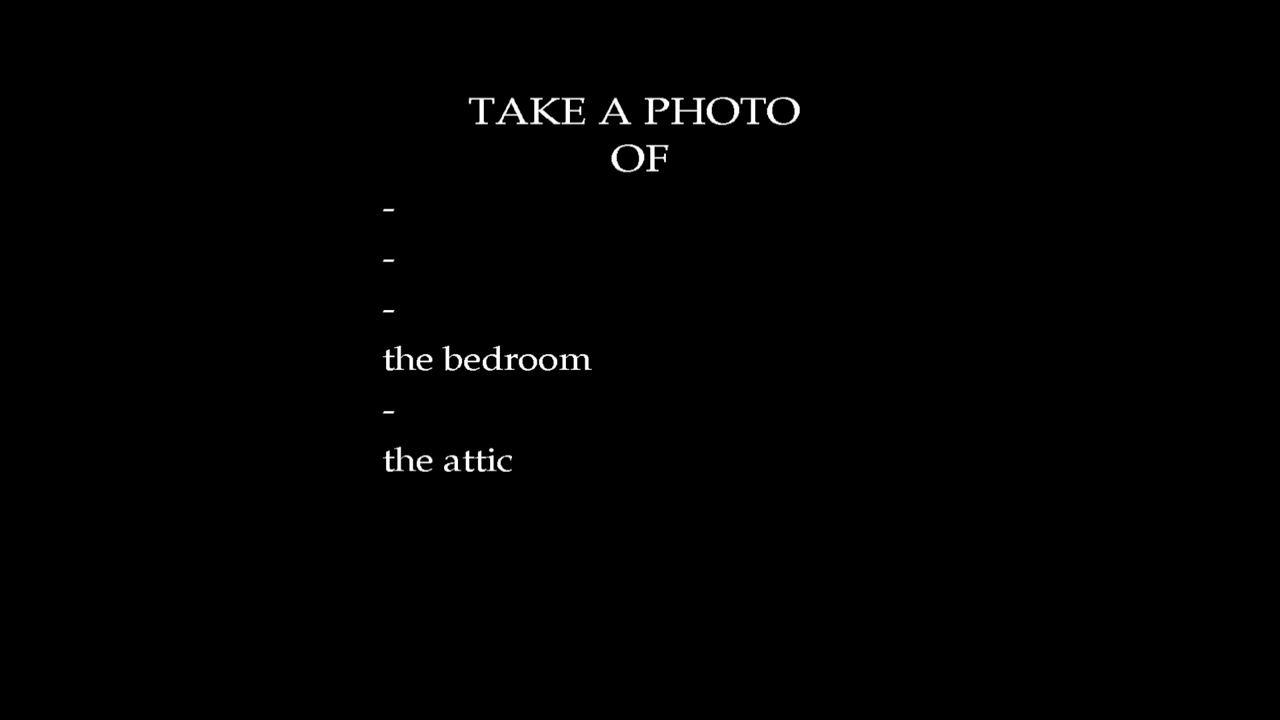 TAKE A PHOTO
OF
-
-
-
the bedroom
-
the attic